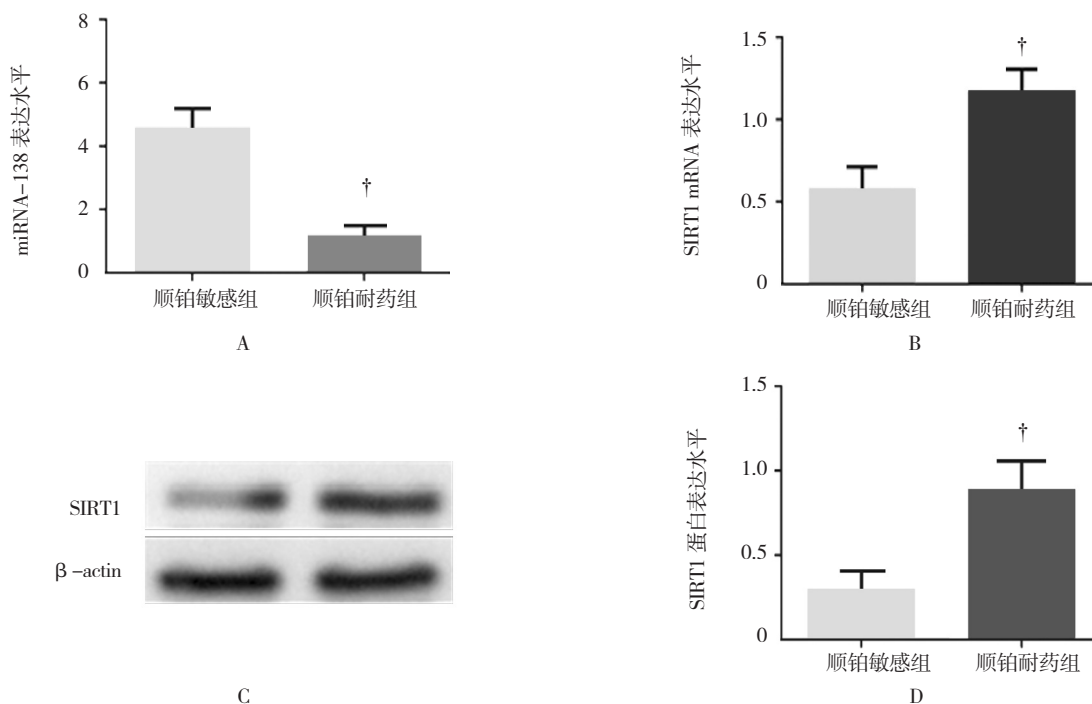 miRNA-138 表达水平
8
6
4
2
0
†
顺铂敏感组
顺铂耐药组
A
SIRT1 mRNA 表达水平
1.5
1.0
0.5
0
†
顺铂敏感组
顺铂耐药组
B
SIRT1
β-actin
C
SIRT1 蛋白表达水平
1.5
1.0
0.5
0
†
顺铂敏感组
顺铂耐药组
D